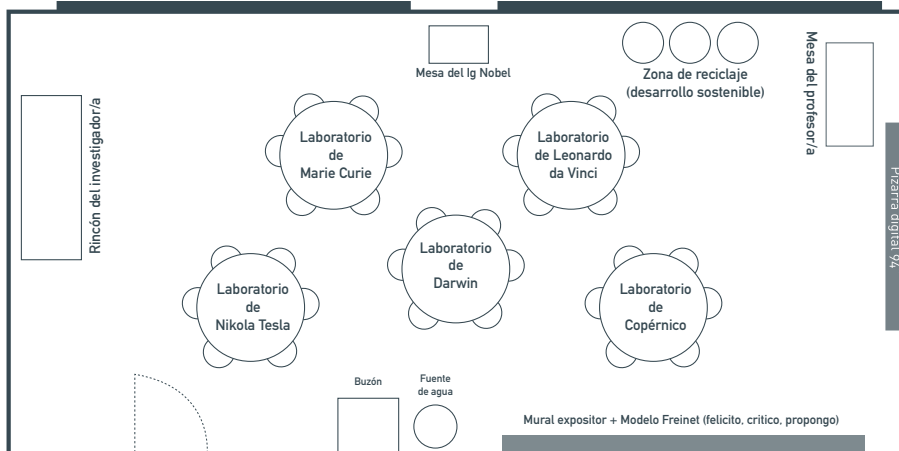 Mesa del Ig Nobel
Zona de reciclaje
(desarrollo sostenible)
Mesa del profesor/a
Rincón del investigador/a
Laboratorio
de
Marie Curie
Laboratorio
de Leonardo
da Vinci
Pizarra digital 94
Laboratorio
de
Darwin
Laboratorio
de
Nikola Tesla
Laboratorio
de
Copérnico
Buzón
Fuente
de agua
Mural expositor + Modelo Freinet (felicito, critico, propongo)